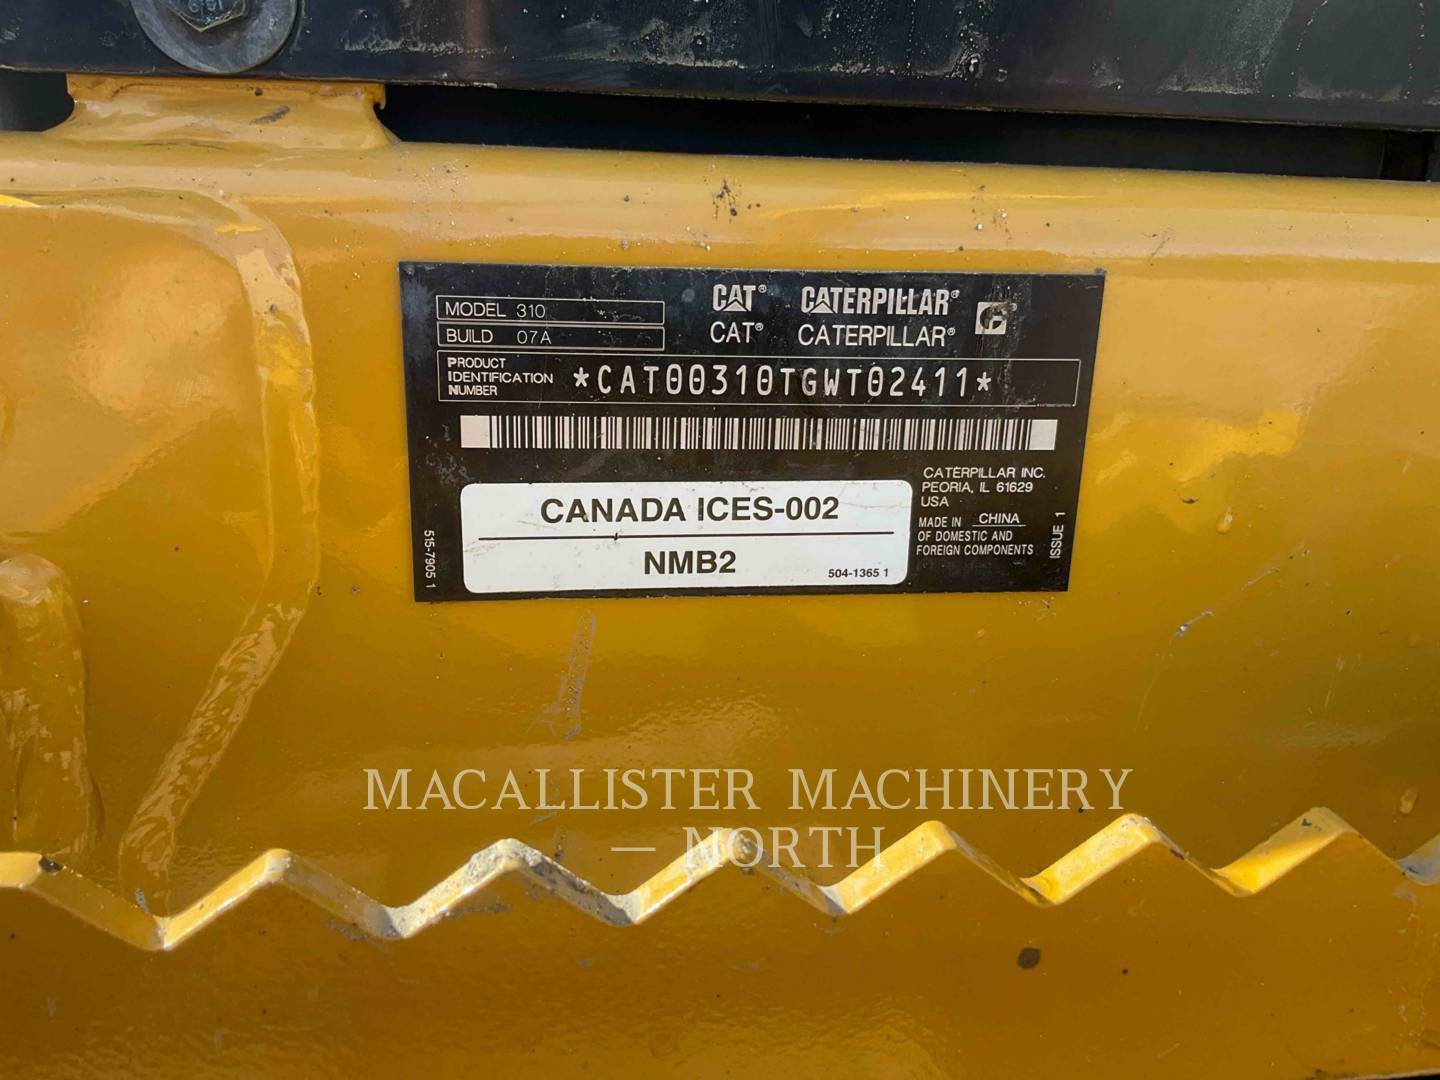 MODEL 310
BUILD 07A
CAT® CATERPILLAR®
CAT® CATERPILLAR®
PRODUCT
IDENTIFICATION
NUMBER
*CAT00310TGWT02411*
CATERPILLAR INC.
PEORIA, IL 61629
USA
MADE IN CHINA
OF DOMESTIC AND
FOREIGN COMPONENTS
ISSUE 1
515-7905 1
CANADA ICES-002
NMB2
504-1365 1
MACALLISTER MACHINERY
— NORTH